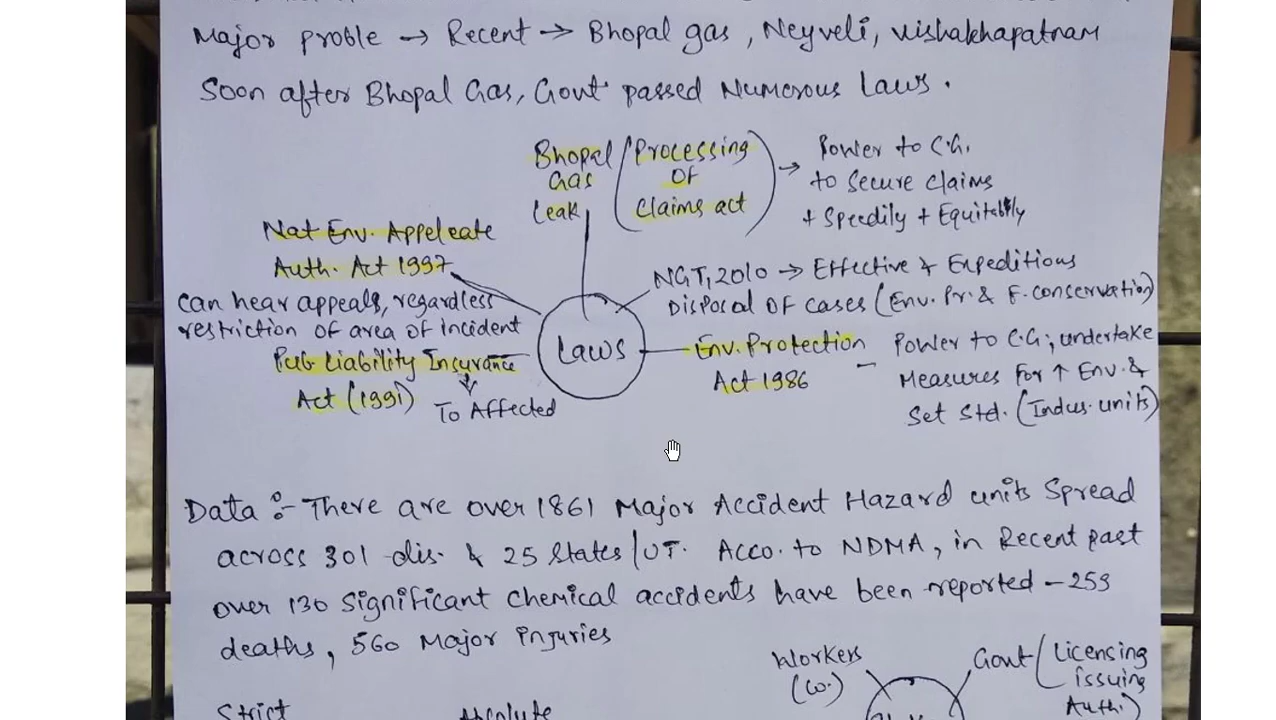 Major proble → Recent → Bhopal gas, Neyveli, Vishakhapatnam
Soon after Bhopal Gas, Govt passed Numerous Laws.
Bhopal
Gas
Leak
(Processing
of
Claims act)
→ Power to C.G.
to Secure claims
+ Speedily + Equitably
Nat Env. Appeleate
Auth. Act 1997
can hear appeals, regardless
restriction of area of incident
Pub Liability Insurance
Act (1991)
To Affected
Laws
NGT, 2010 → Effective & Expeditions
Disposal of cases (Env. Pr. & F. conservation)
Env. Protection
Act 1986
– Power to C.G; undertake
Measures for ↑ Env. &
Set Std. (Indus. units)
Data :- There are over 1861 Major Accident Hazard units Spread
across 301 dis. & 25 States/UT. Acco. to NDMA, in Recent past
over 130 Significant chemical accidents have been reported – 259
deaths, 560 Major injuries
Workers
(W.)
Govt (Licensing
issuing
Auth.)
Strict
Absolute